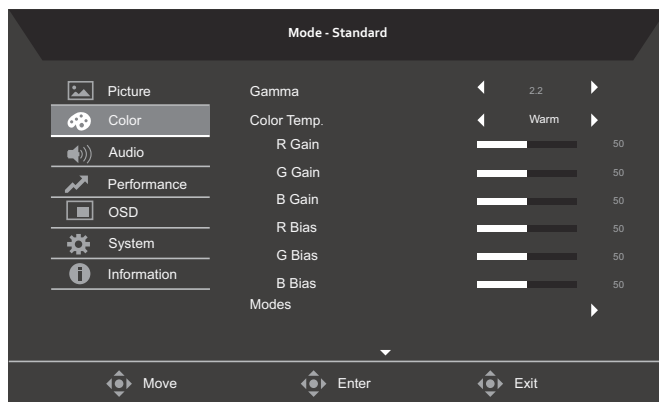 Mode - Standard
Picture
Color
Audio
Performance
OSD
System
Information
Gamma 2.2
Color Temp. Warm
R Gain 50
G Gain 50
B Gain 50
R Bias 50
G Bias 50
B Bias 50
Modes
Move Enter Exit